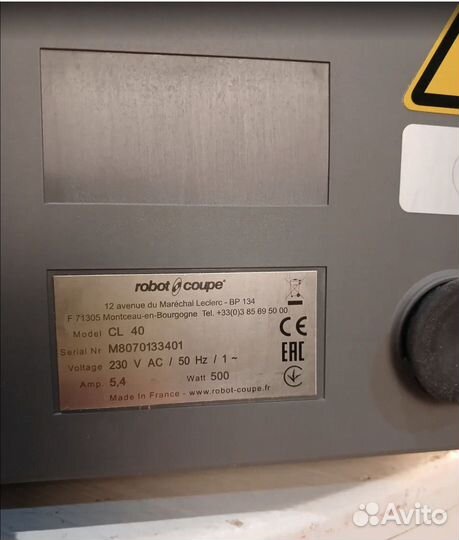 robot coupe®
12 avenue du Maréchal Leclerc - BP 134
F 71305 Montceau-en-Bourgogne Tel. +33(0)3 85 69 50 00
Model CL 40
Serial Nr M8070133401
Voltage 230 V AC / 50 Hz / 1 ~
Amp. 5,4 Watt 500
Made In France - www.robot-coupe.fr
CE
EAC
Avito